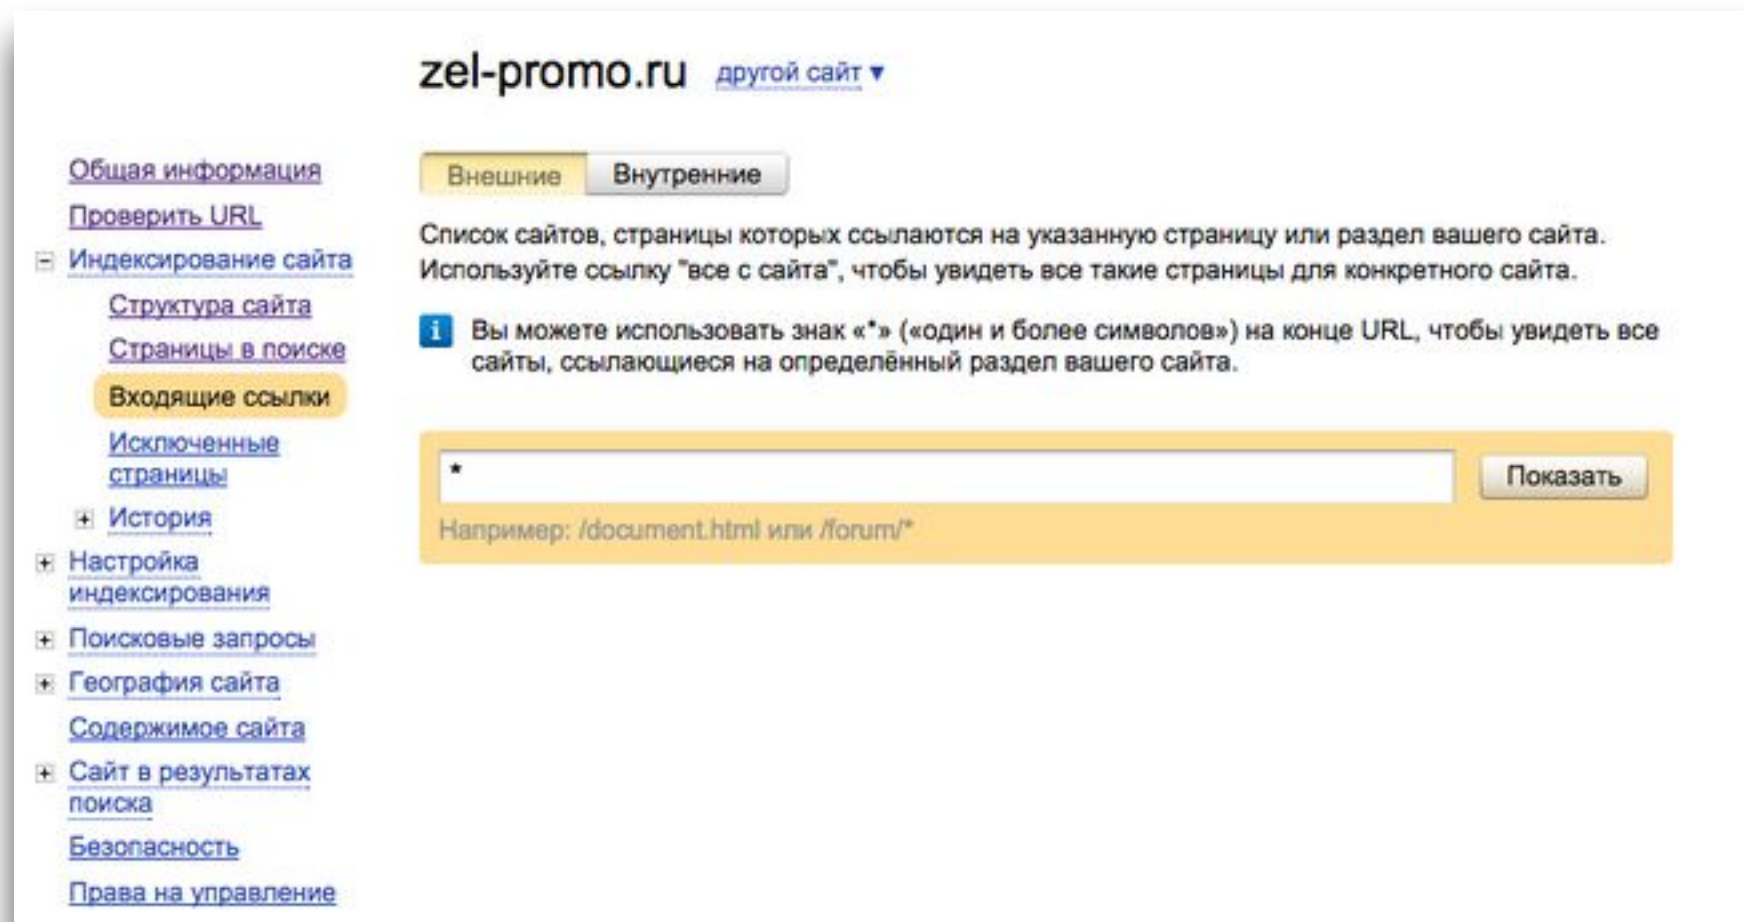 zel-promo.ru другой сайт ▼
Общая информация
Проверить URL
Индексирование сайта
Структура сайта
Страницы в поиске
Входящие ссылки
Исключенные
страницы
История
Настройка
индексирования
Поисковые запросы
География сайта
Содержимое сайта
Сайт в результатах
поиска
Безопасность
Права на управление
Внешние Внутренние
Список сайтов, страницы которых ссылаются на указанную страницу или раздел вашего сайта.
Используйте ссылку "все с сайта", чтобы увидеть все такие страницы для конкретного сайта.
i Вы можете использовать знак «*» («один и более символов») на конце URL, чтобы увидеть все
сайты, ссылающиеся на определённый раздел вашего сайта.
* Показать
Например: /document.html или /forum/*